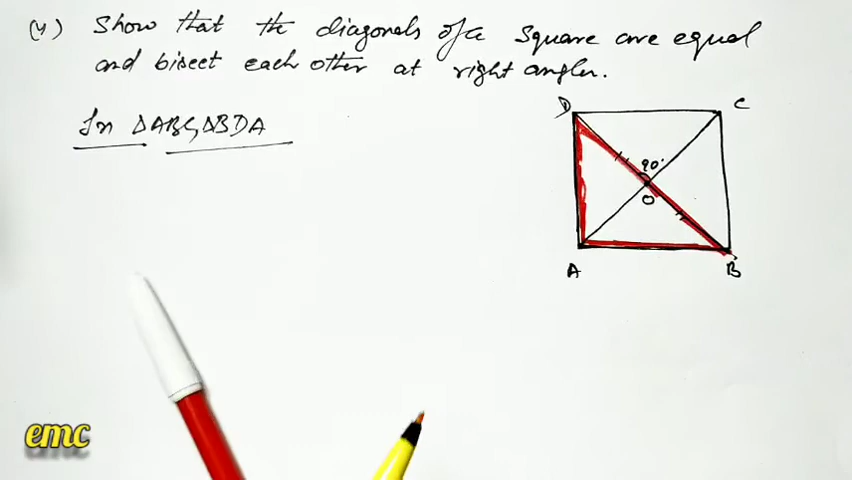 (4) Show that the diagonals of a square are equal
and bisect each other at right angles.
In ΔABC, ΔBDA
D C
90°
O
A B
emc